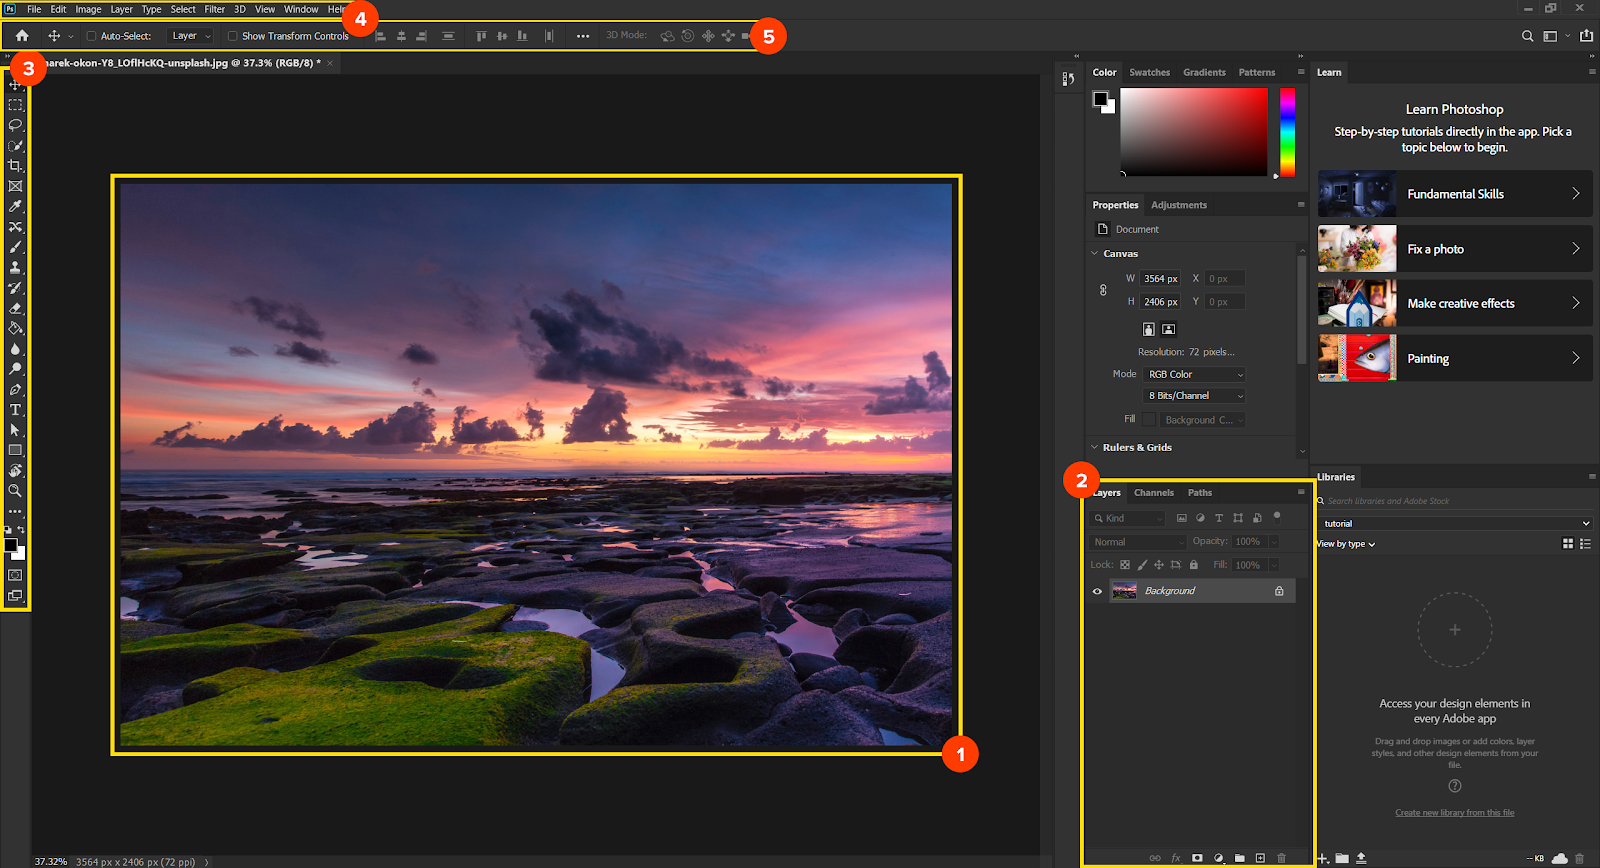 Ps File Edit Image Layer Type Select Filter 3D View Window Help
4
Auto-Select: Layer Show Transform Controls ••• 3D Mode:
5
3
marek-okon-Y8_LOflHcKQ-unsplash.jpg @ 37.3% (RGB/8) * ×
1
37.32% 3564 px x 2406 px (72 ppi)
Color Swatches Gradients Patterns
Properties Adjustments
Document
Canvas
W 3564 px X 0 px
H 2406 px Y 0 px
Resolution: 72 pixels...
Mode RGB Color
8 Bits/Channel
Fill Background C...
Rulers & Grids
2
Layers Channels Paths
Kind
Normal Opacity: 100%
Lock: Fill: 100%
Background
fx
Learn
Learn Photoshop
Step-by-step tutorials directly in the app. Pick a
topic below to begin.
Fundamental Skills
Fix a photo
Make creative effects
Painting
Libraries
Search libraries and Adobe Stock
tutorial
View by type
Access your design elements in
every Adobe app
Drag and drop images or add colors, layer
styles, and other design elements from your
file.
Create new library from this file
-- KB